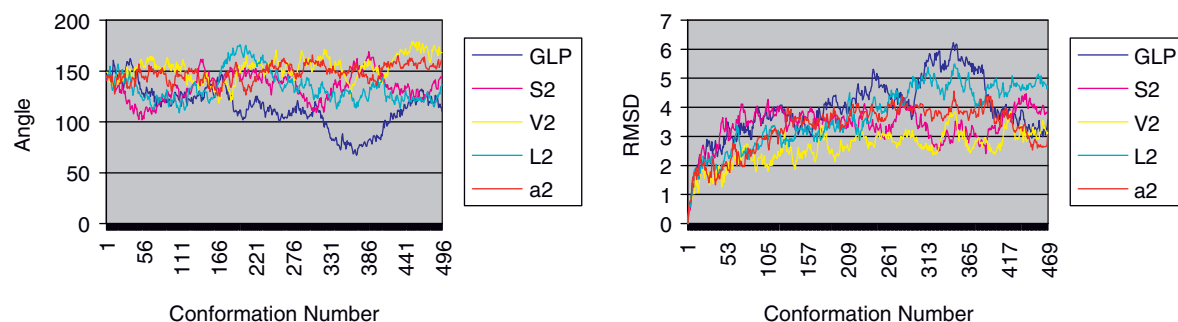 200
150
100
50
0
Angle
1
56
111
166
221
276
331
386
441
496
Conformation Number
GLP
S2
V2
L2
a2
7
6
5
4
3
2
1
0
RMSD
1
53
105
157
209
261
313
365
417
469
Conformation Number
GLP
S2
V2
L2
a2